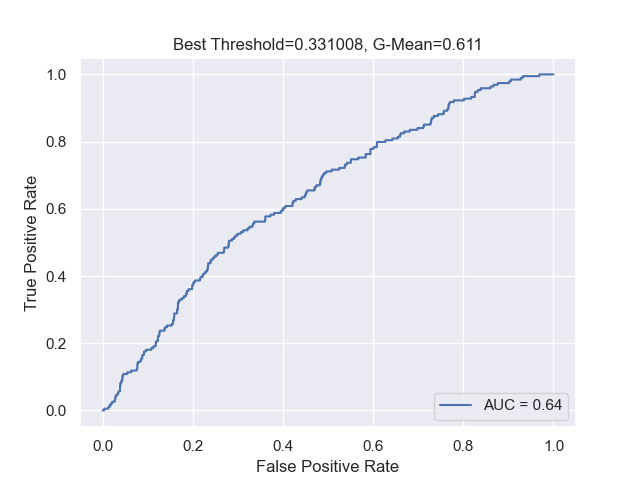 Best Threshold=0.331008, G-Mean=0.611
1.0
0.8
0.6
0.4
0.2
0.0
True Positive Rate
AUC = 0.64
0.0 0.2 0.4 0.6 0.8 1.0
False Positive Rate